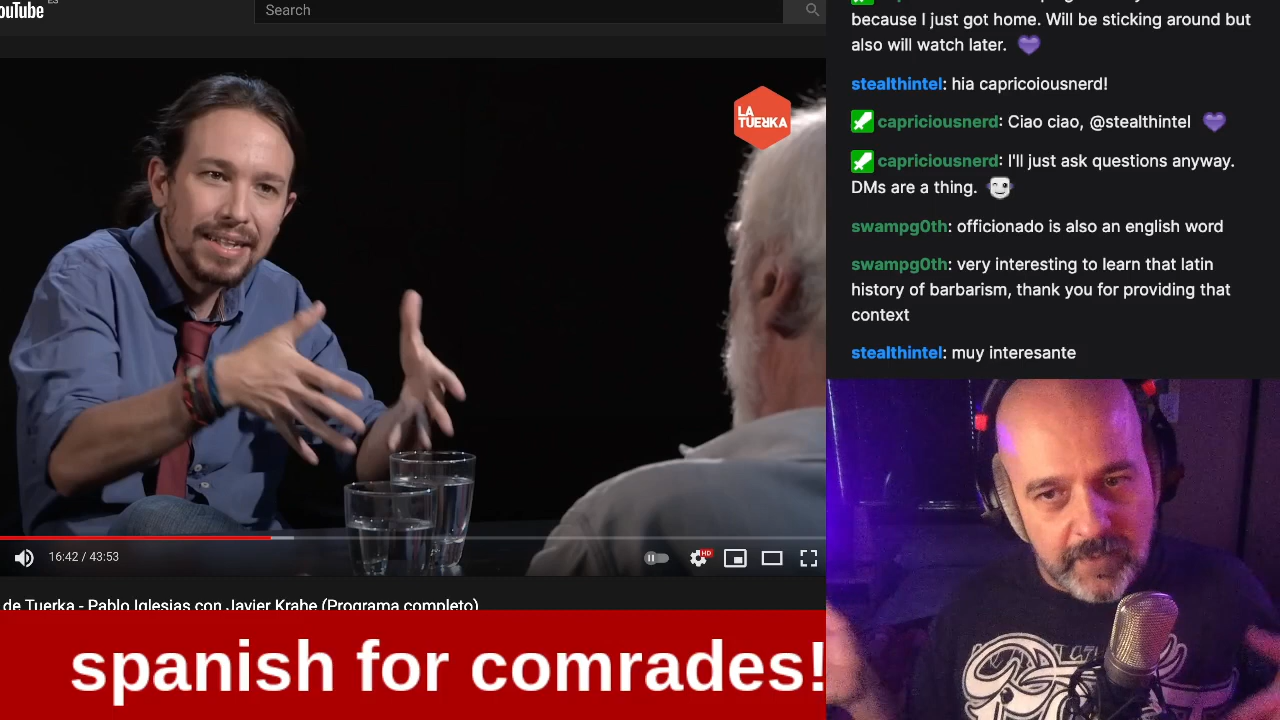 ouTube
ES
Search
LA
TUERKA
16:42 / 43:53
HD
de Tuerka - Pablo Iglesias con Javier Krahe (Programa completo)
spanish for comrades!
because I just got home. Will be sticking around but
also will watch later.
stealthintel: hia capricoiousnerd!
capriciousnerd: Ciao ciao, @stealthintel
capriciousnerd: I'll just ask questions anyway.
DMs are a thing.
swampg0th: officionado is also an english word
swampg0th: very interesting to learn that latin
history of barbarism, thank you for providing that
context
stealthintel: muy interesante